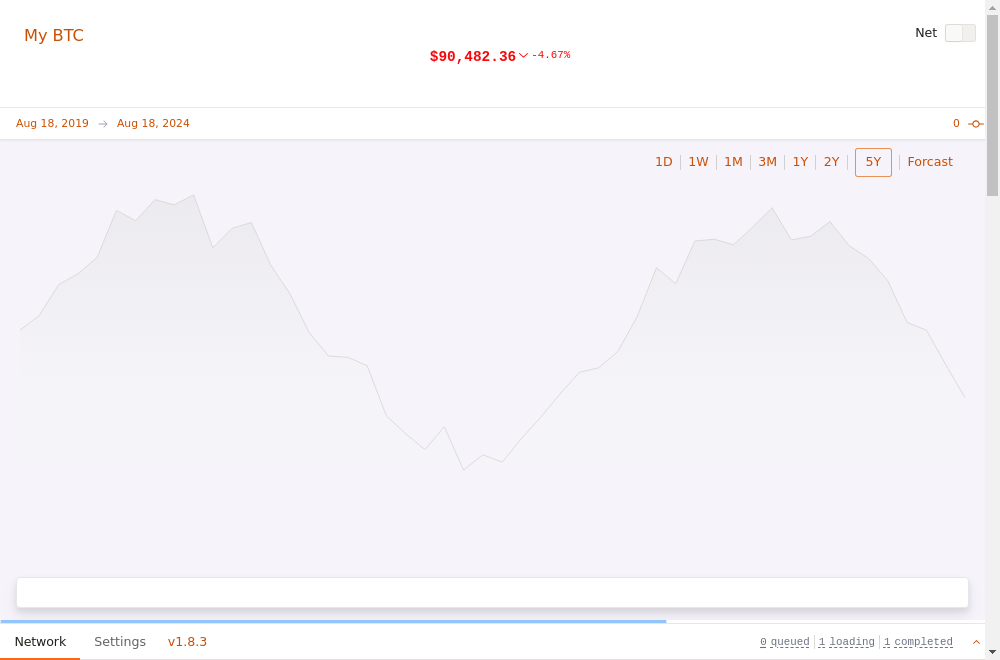 My BTC
Net
$90,482.36 -4.67%
Aug 18, 2019 → Aug 18, 2024
0
1D 1W 1M 3M 1Y 2Y 5Y Forcast
Network Settings v1.8.3
0 queued 1 loading 1 completed